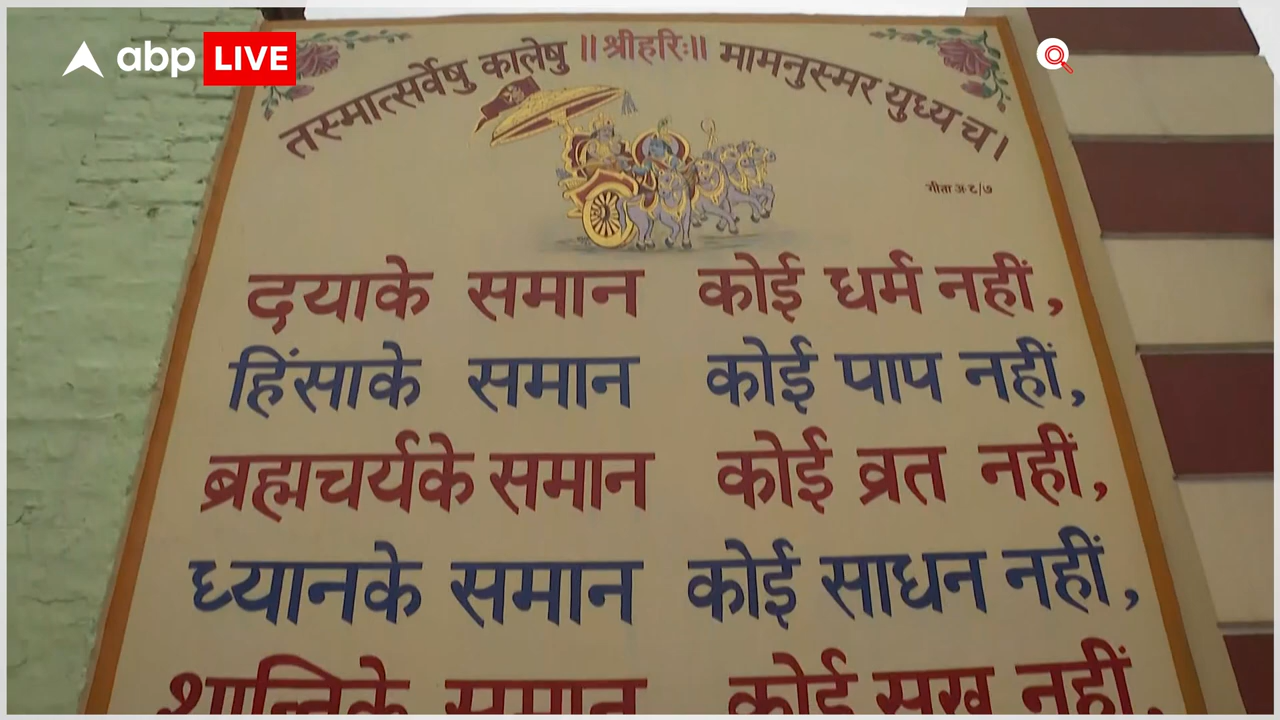 abp LIVE
तस्मात्सर्वेषु कालेषु ॥श्रीहरिः॥ मामनुस्मर युध्य च।
गीता अ-८/७
दयाके समान कोई धर्म नहीं,
हिंसाके समान कोई पाप नहीं,
ब्रह्मचर्यके समान कोई व्रत नहीं,
ध्यानके समान कोई साधन नहीं,
शान्तिके समान कोई सुख नहीं,